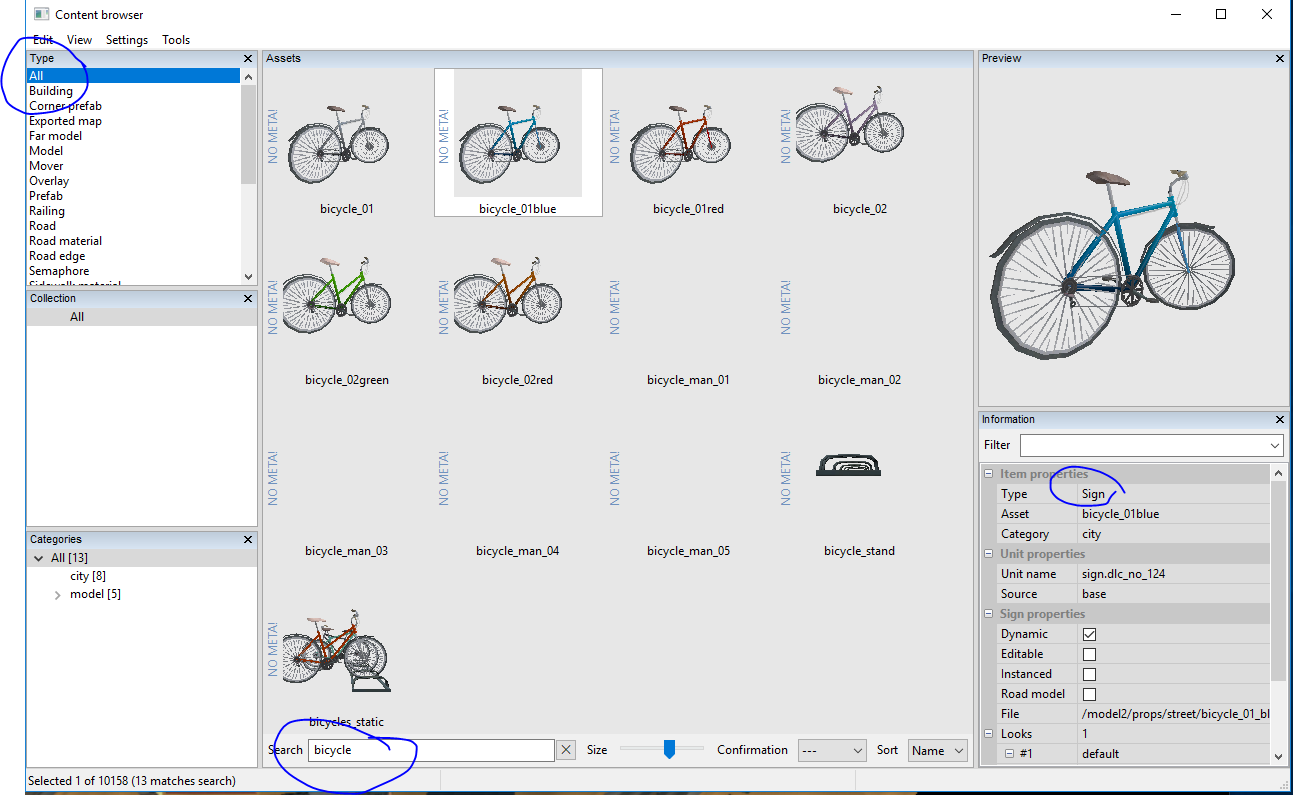 Content browser
Edit View Settings Tools
Type
All
Building
Corner prefab
Exported map
Far model
Model
Mover
Overlay
Prefab
Railing
Road
Road material
Road edge
Semaphore
Sidewalk material
Collection
All
Categories
All [13]
city [8]
model [5]
Assets
NO META!
bicycle_01
NO META!
bicycle_01blue
NO META!
bicycle_01red
NO META!
bicycle_02
NO META!
bicycle_02green
NO META!
bicycle_02red
NO META!
bicycle_man_01
NO META!
bicycle_man_02
NO META!
bicycle_man_03
NO META!
bicycle_man_04
NO META!
bicycle_man_05
NO META!
bicycle_stand
NO META!
bicycles_static
Search bicycle Size Confirmation --- Sort Name
Preview
Information
Filter
Item properties
Type Sign
Asset bicycle_01blue
Category city
Unit properties
Unit name sign.dlc_no_124
Source base
Sign properties
Dynamic
Editable
Instanced
Road model
File /model2/props/street/bicycle_01_bl
Looks 1
#1 default
Selected 1 of 10158 (13 matches search)